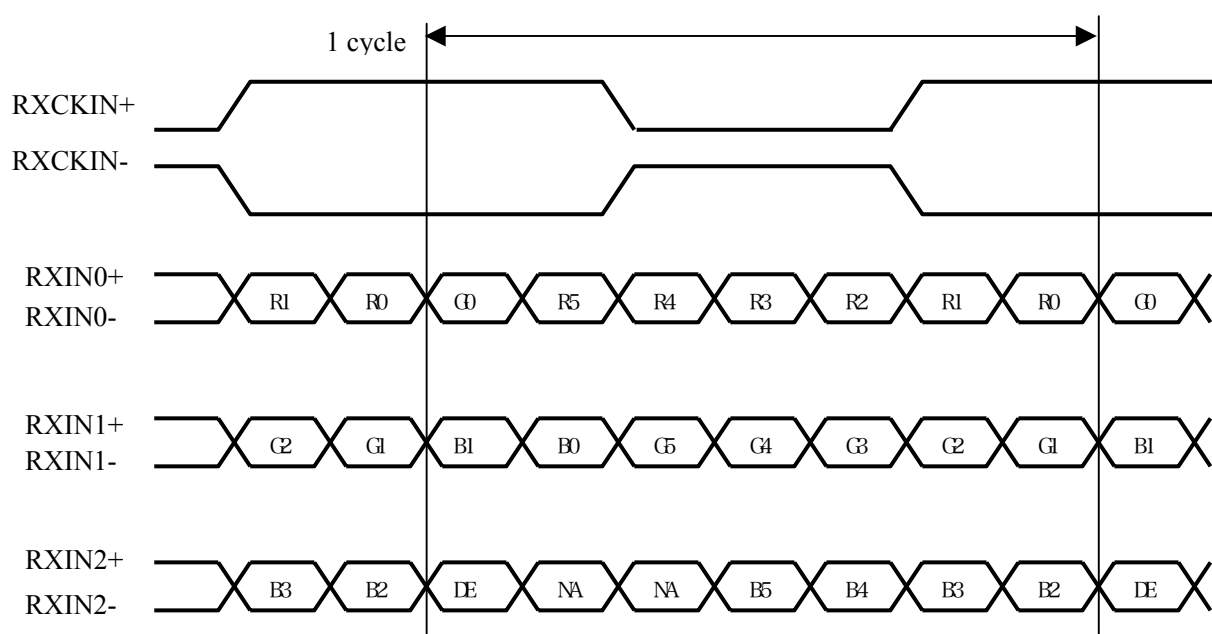 1 cycle
RXCKIN+
RXCKIN-
RXIN0+
RXIN0-
R1 R0 G0 R5 R4 R3 R2 R1 R0 G0
RXIN1+
RXIN1-
G2 G1 B1 B0 G5 G4 G3 G2 G1 B1
RXIN2+
RXIN2-
B3 B2 DE NA NA B5 B4 B3 B2 DE